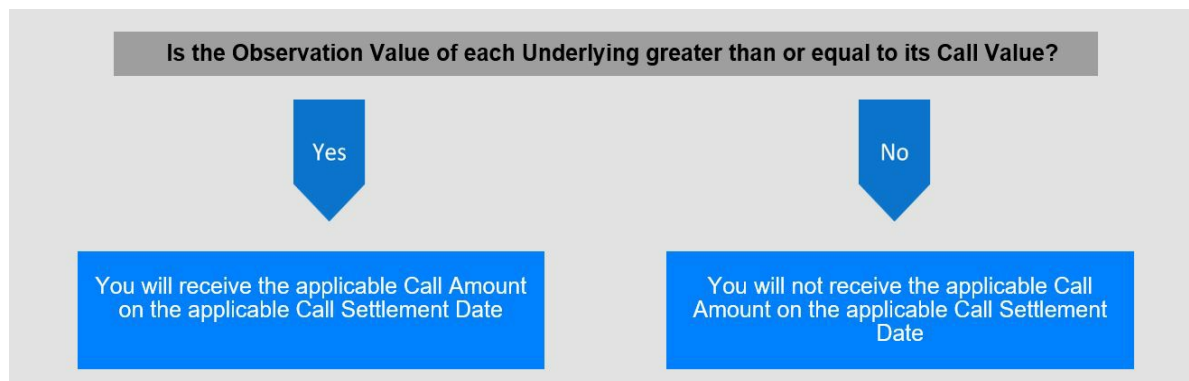 Is the Observation Value of each Underlying greater than or equal to its Call Value?
Yes
No
You will receive the applicable Call Amount
on the applicable Call Settlement Date
You will not receive the applicable Call
Amount on the applicable Call Settlement
Date